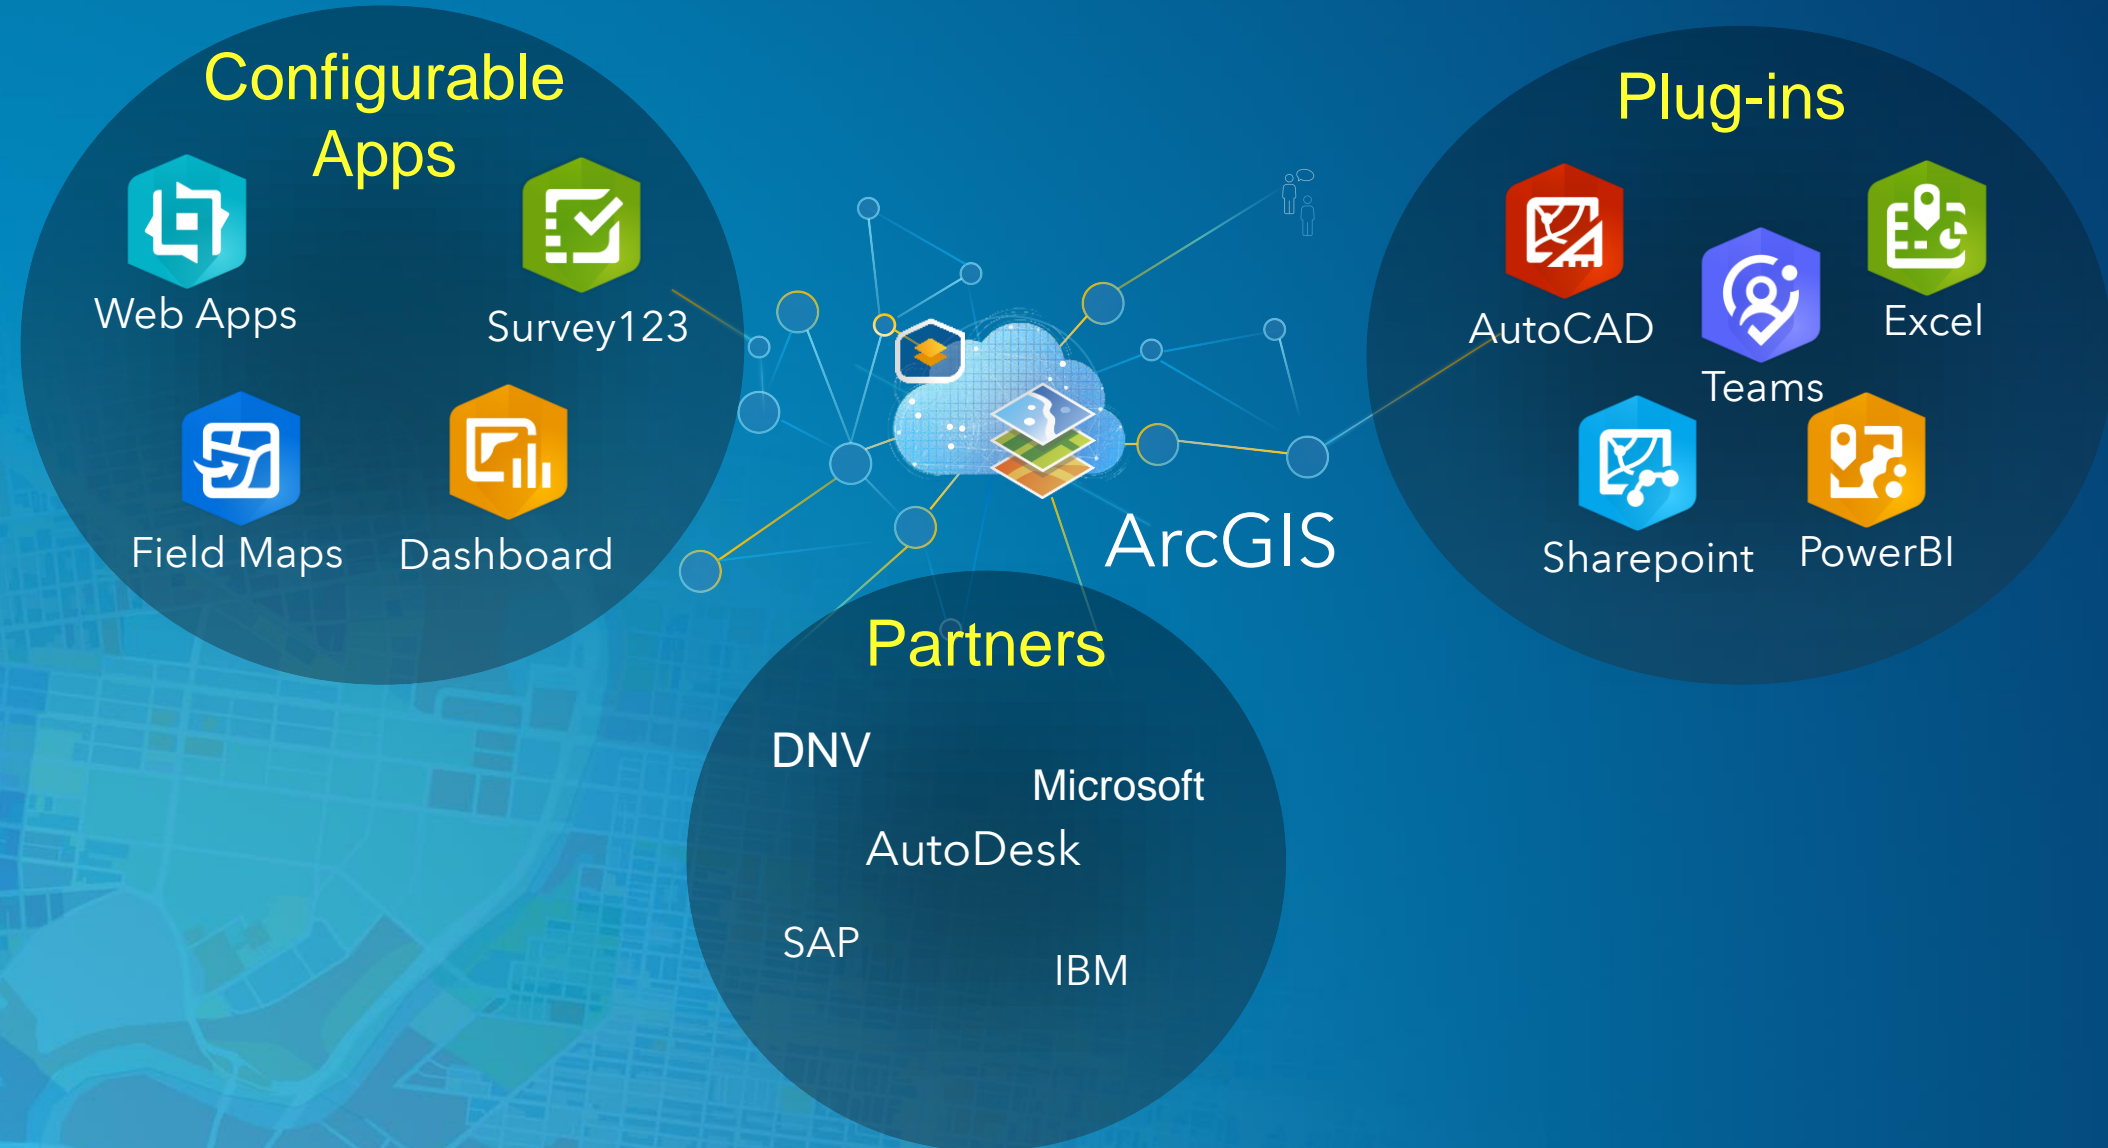 Configurable
Apps
Web Apps
Survey123
Field Maps
Dashboard
ArcGIS
Plug-ins
AutoCAD
Teams
Excel
Sharepoint
PowerBI
Partners
DNV
Microsoft
AutoDesk
SAP
IBM